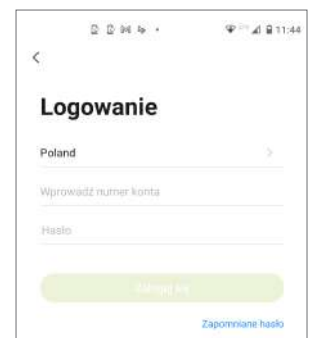 11:44
Logowanie
Poland
Wprowadź numer konta
Hasło
Zaloguj się
Zapomniane hasło